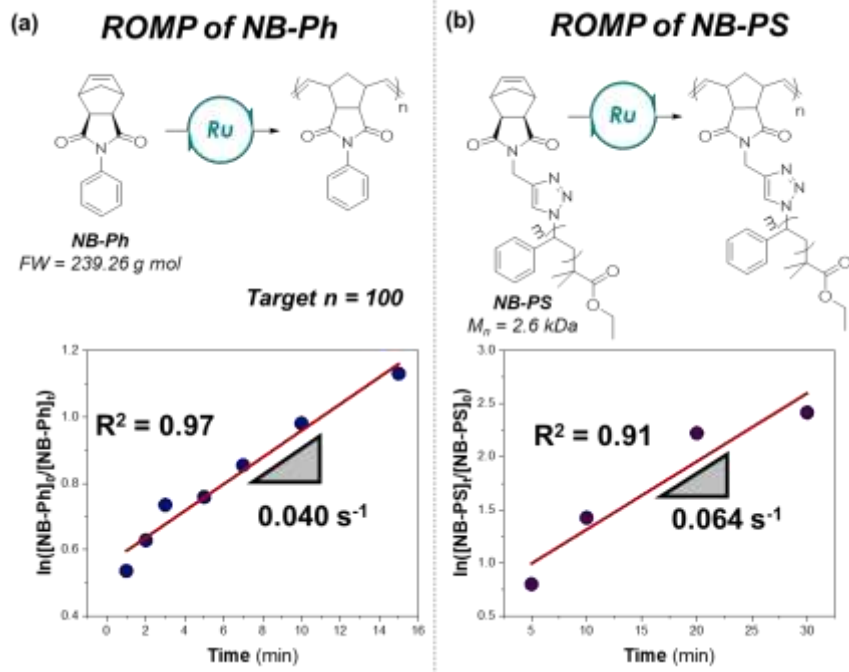 (a)
ROMP of NB-Ph
Ru
n
O
N
O
O
N
O
NB-Ph
FW = 239.26 g mol
Target n = 100
ln([NB-Ph]₀/[NB-Ph]ₜ)
1.2
1.0
0.8
0.6
0.4
R² = 0.97
0.040 s⁻¹
0
2
4
6
8
10
12
14
16
Time (min)
(b)
ROMP of NB-PS
Ru
n
O
N
O
O
N
O
N
N
N
N
N
N
m
m
O
O
O
O
NB-PS
Mₙ = 2.6 kDa
ln([NB-PS]ₜ/[NB-PS]₀)
3.0
2.5
2.0
1.5
1.0
0.5
R² = 0.91
0.064 s⁻¹
5
10
15
20
25
30
Time (min)